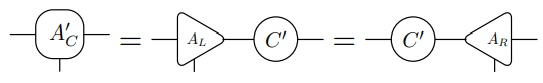 A'_C = A_L C' = C' A_R